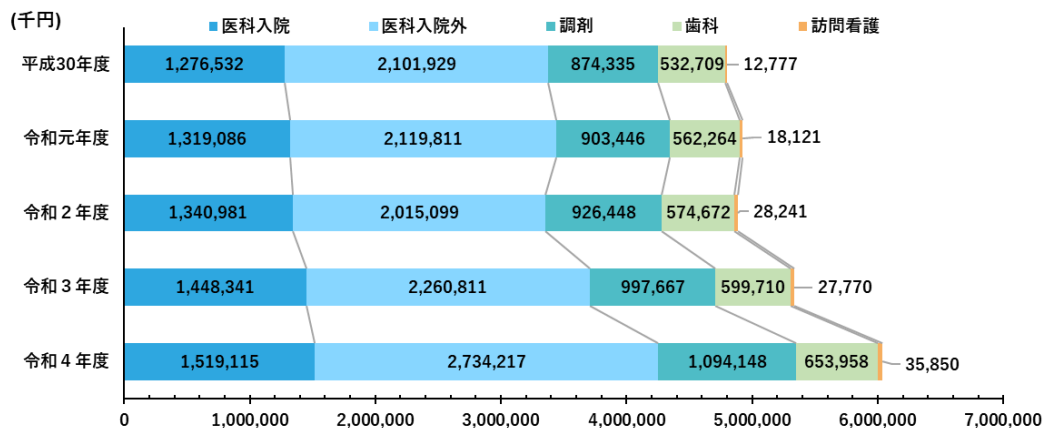 (千円)
医科入院 医科入院外 調剤 歯科 訪問看護
平成30年度 1,276,532 2,101,929 874,335 532,709 12,777
令和元年度 1,319,086 2,119,811 903,446 562,264 18,121
令和２年度 1,340,981 2,015,099 926,448 574,672 28,241
令和３年度 1,448,341 2,260,811 997,667 599,710 27,770
令和４年度 1,519,115 2,734,217 1,094,148 653,958 35,850
0 1,000,000 2,000,000 3,000,000 4,000,000 5,000,000 6,000,000 7,000,000